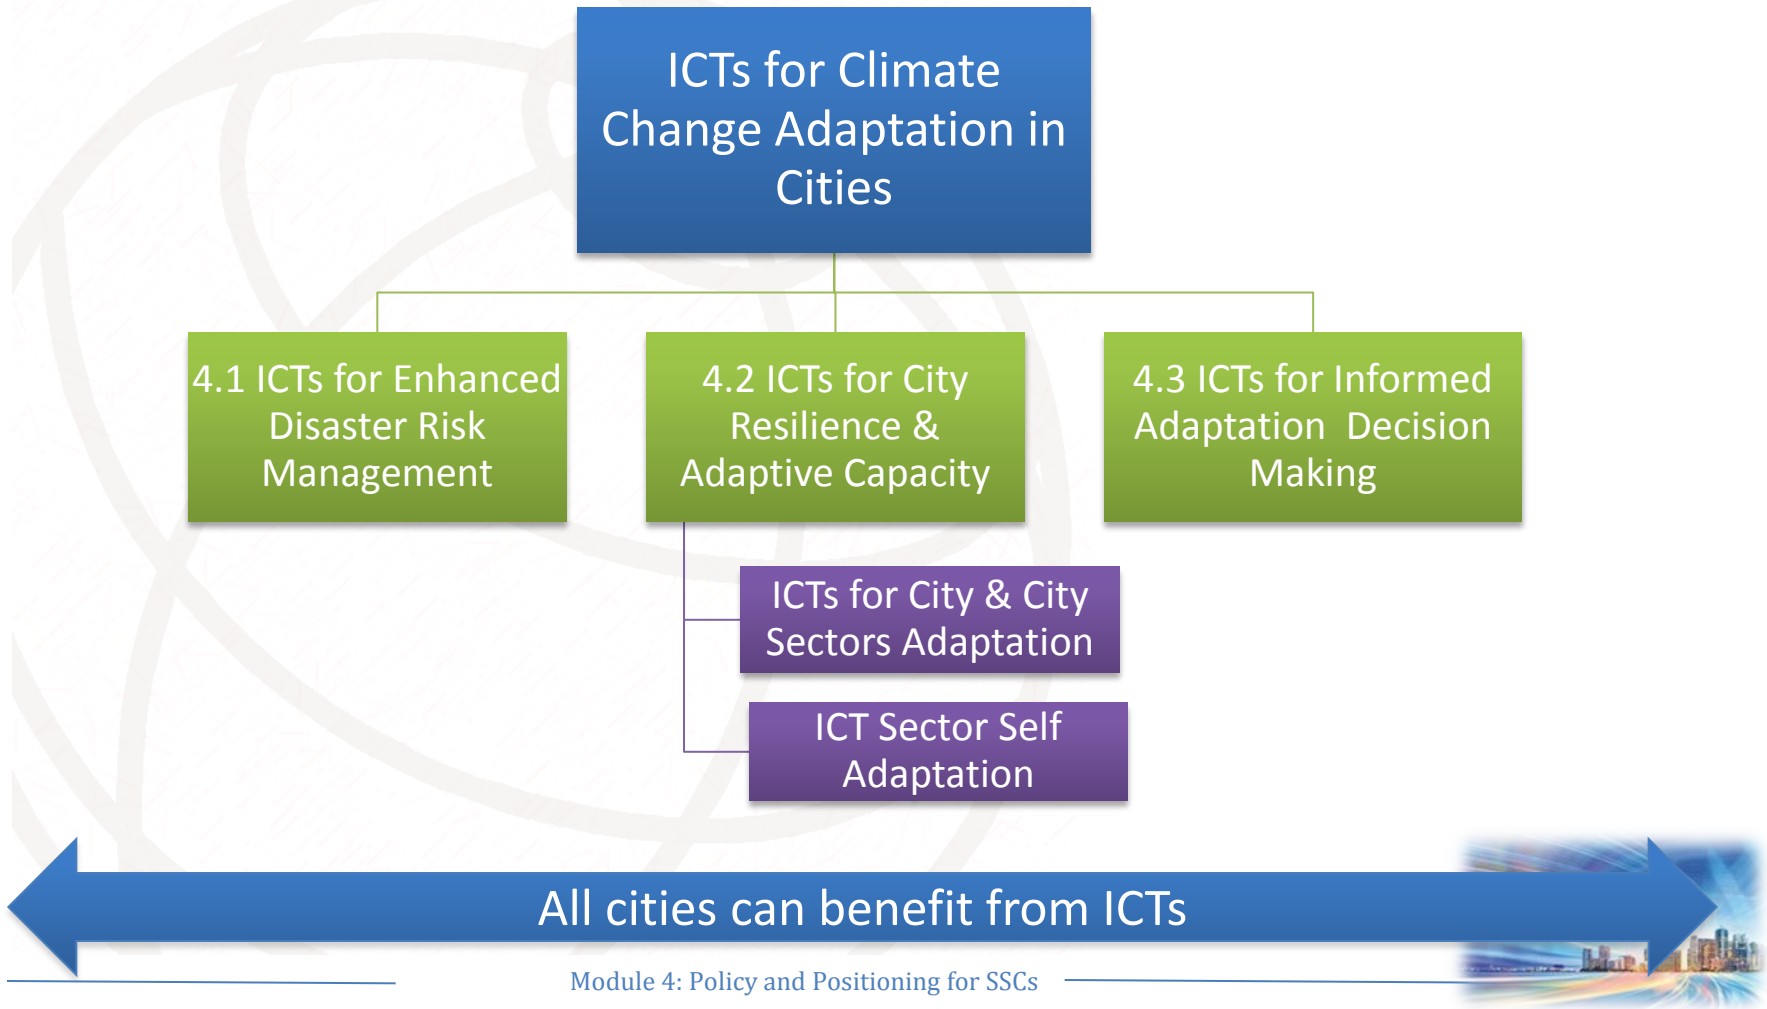 ICTs for Climate
Change Adaptation in
Cities
4.1 ICTs for Enhanced
Disaster Risk
Management
4.2 ICTs for City
Resilience &
Adaptive Capacity
4.3 ICTs for Informed
Adaptation  Decision
Making
ICTs for City & City
Sectors Adaptation
ICT Sector Self
Adaptation
All cities can benefit from ICTs
Module 4: Policy and Positioning for SSCs